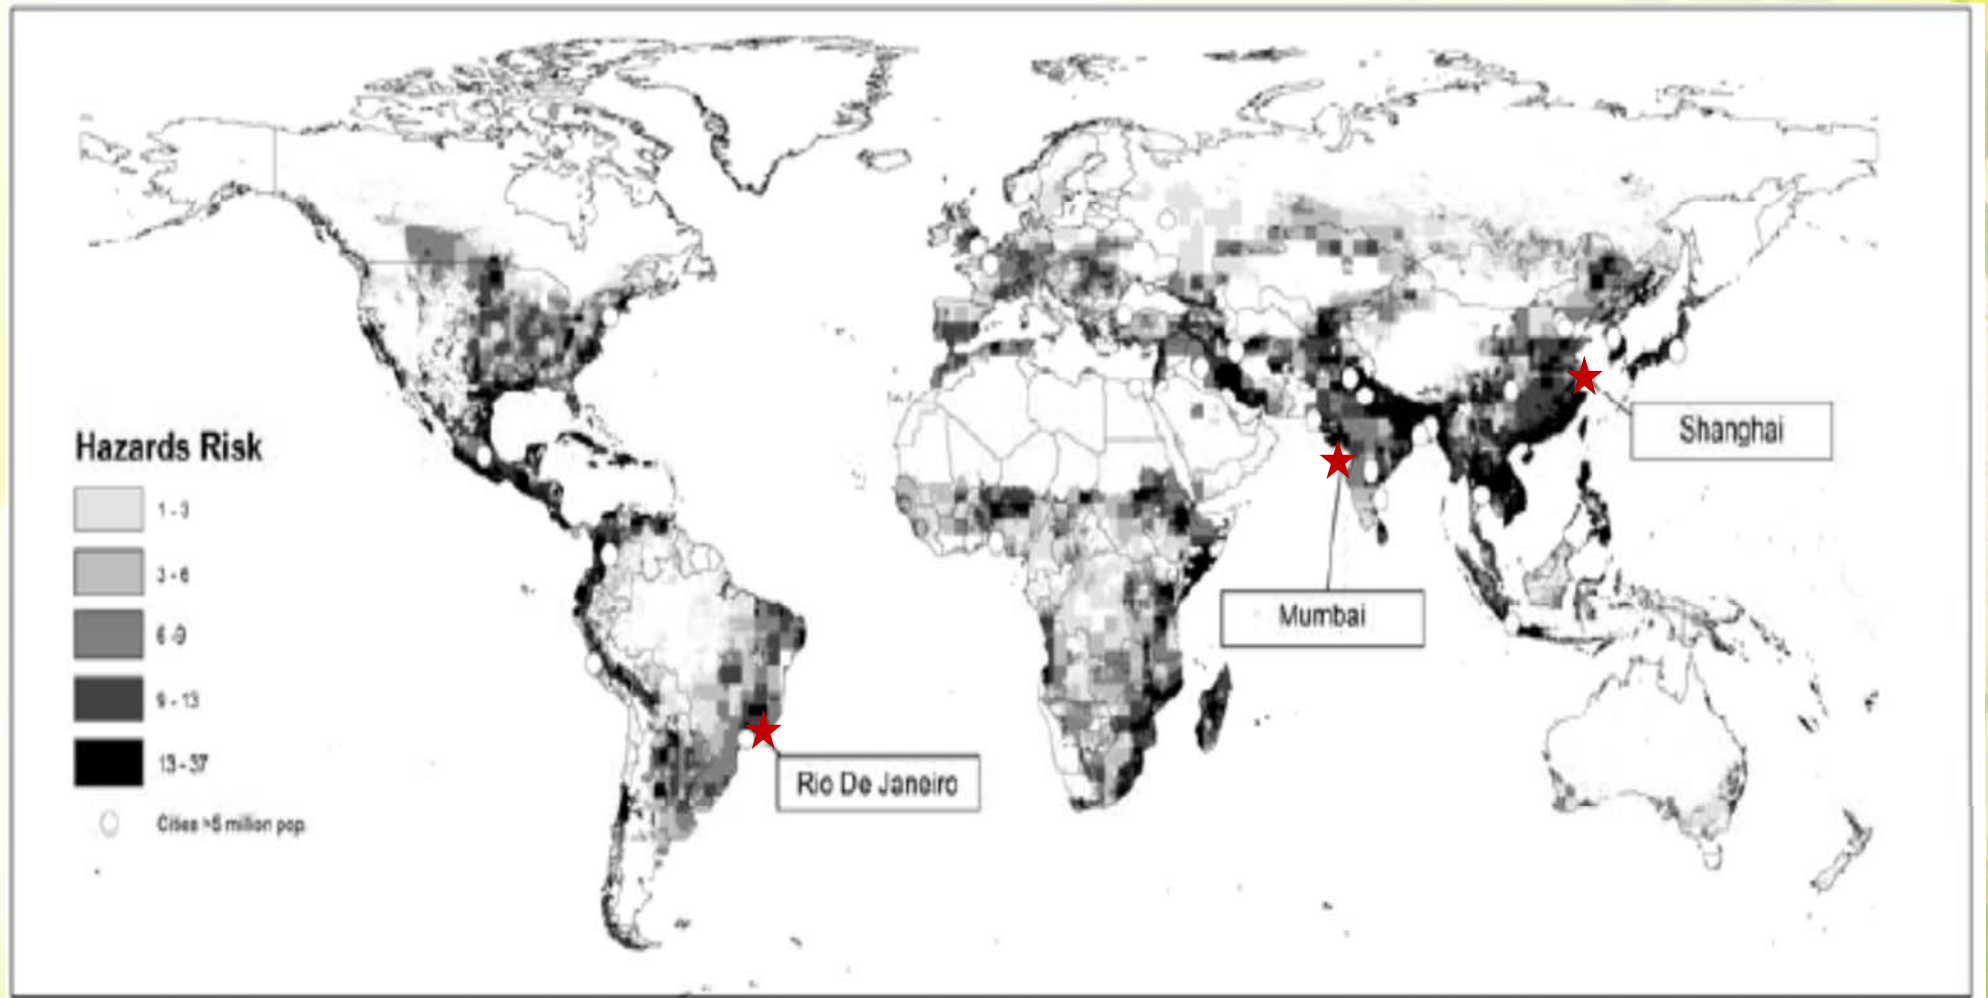 Hazards Risk
1 - 3
3 - 6
6 - 9
9 - 13
13 - 37
Cities >5 million pop.
Shanghai
Mumbai
Rio De Janeiro